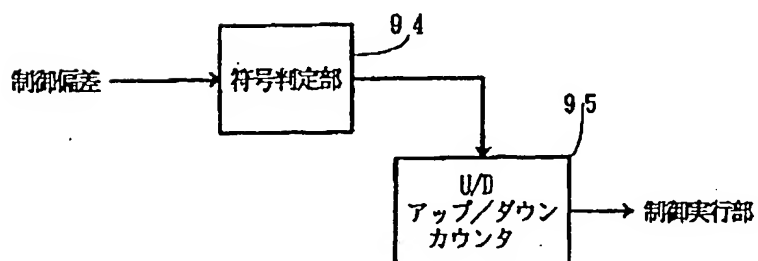 94
制御偏差
符号判定部
95
U/D
アップ/ダウン
カウンタ
制御実行部